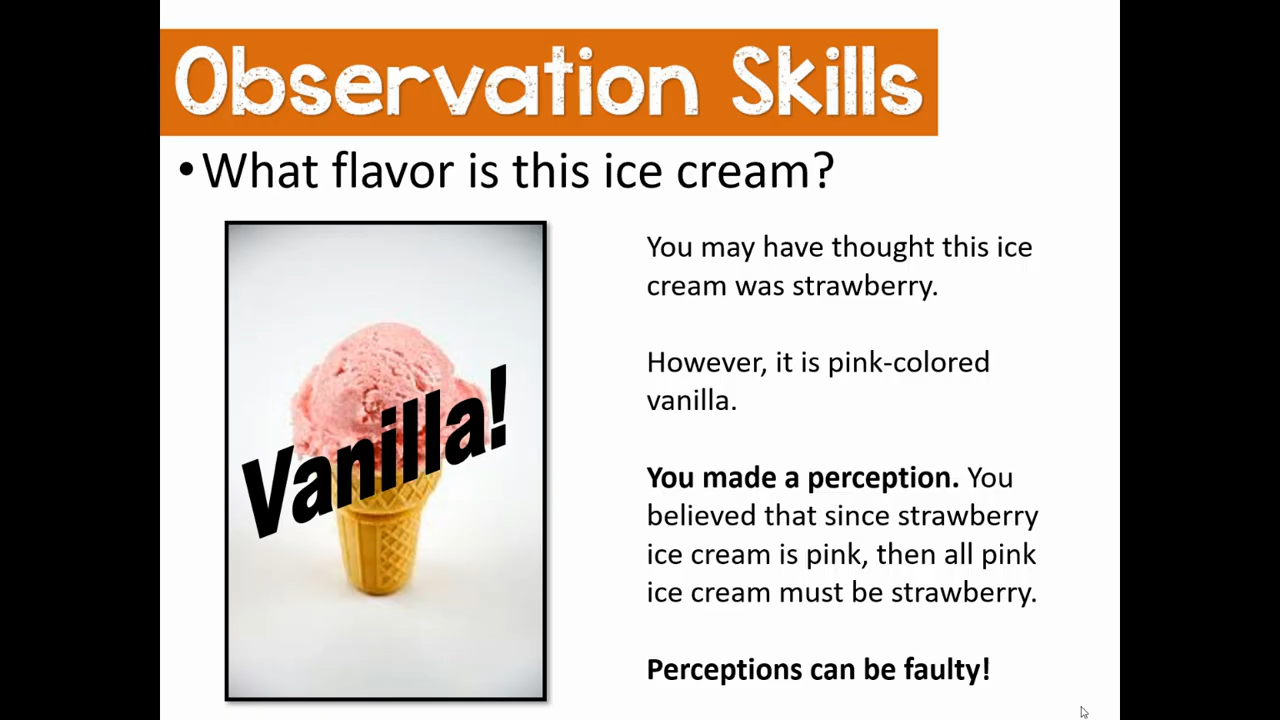 Observation Skills
•What flavor is this ice cream?
Vanilla!
You may have thought this ice
cream was strawberry.
However, it is pink-colored
vanilla.
You made a perception. You
believed that since strawberry
ice cream is pink, then all pink
ice cream must be strawberry.
Perceptions can be faulty!